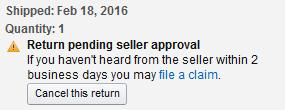 Shipped: Feb 18, 2016
Quantity: 1
Return pending seller approval
If you haven't heard from the seller within 2
business days you may file a claim.
Cancel this return